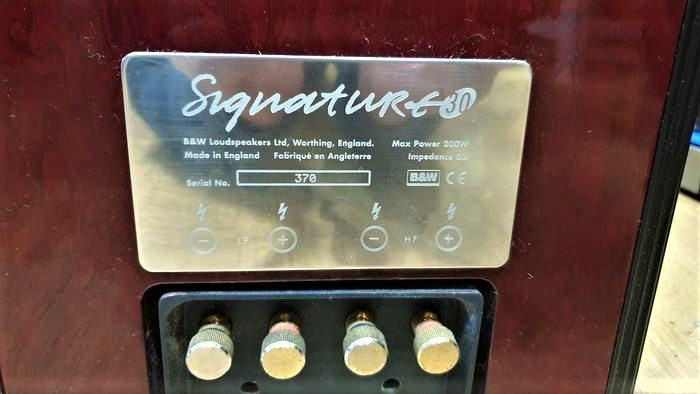 Signature 30
B&W Loudspeakers Ltd, Worthing, England. Max Power 200W
Made in England Fabriqué en Angleterre Impedance 8Ω
Serial No. 370 B&W CE
− LF + − HF +